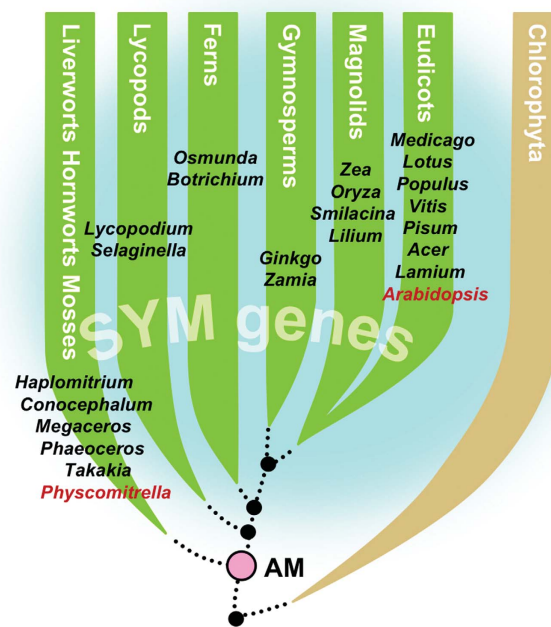 Liverworts Hornworts Mosses
Lycopods
Ferns
Gymnosperms
Magnolids
Eudicots
Chlorophyta
Osmunda
Botrichium
Lycopodium
Selaginella
Ginkgo
Zamia
Zea
Oryza
Smilacina
Lilium
Medicago
Lotus
Populus
Vitis
Pisum
Acer
Lamium
Arabidopsis
SYM genes
Haplomitrium
Conocephalum
Megaceros
Phaeoceros
Takakia
Physcomitrella
AM